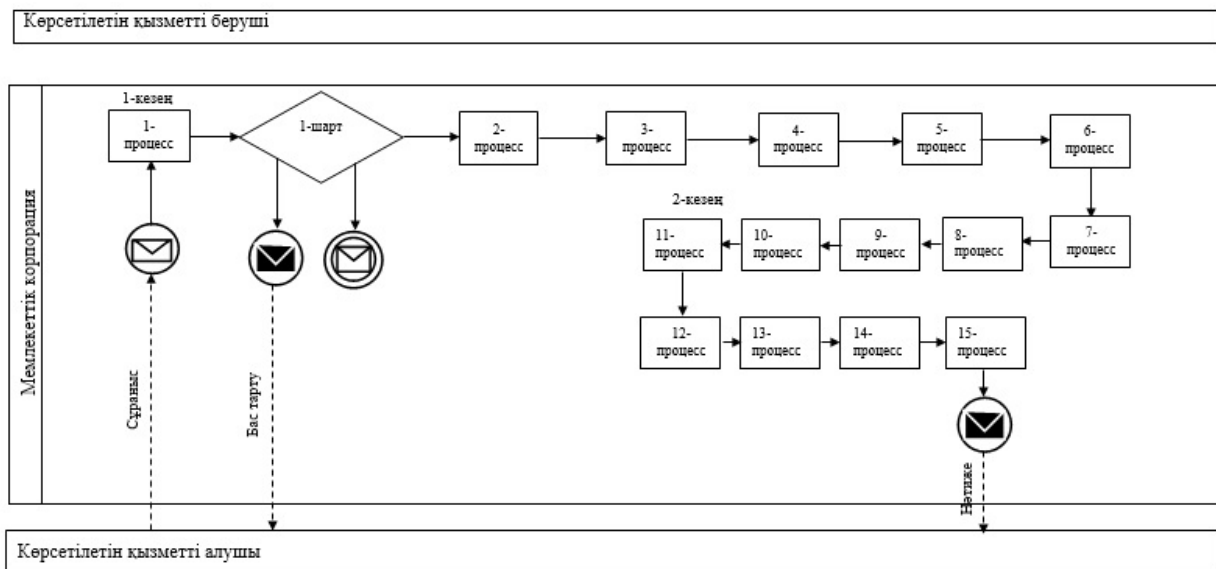 Көрсетілетін қызметті беруші
Мемлекеттік корпорация
1-кезең
1-
процесс
1-шарт
2-
процесс
3-
процесс
4-
процесс
5-
процесс
6-
процесс
2-кезең
11-
процесс
10-
процесс
9-
процесс
8-
процесс
7-
процесс
12-
процесс
13-
процесс
14-
процесс
15-
процесс
Сұраныс
Бас тарту
Нәтиже
Көрсетілетін қызметті алушы